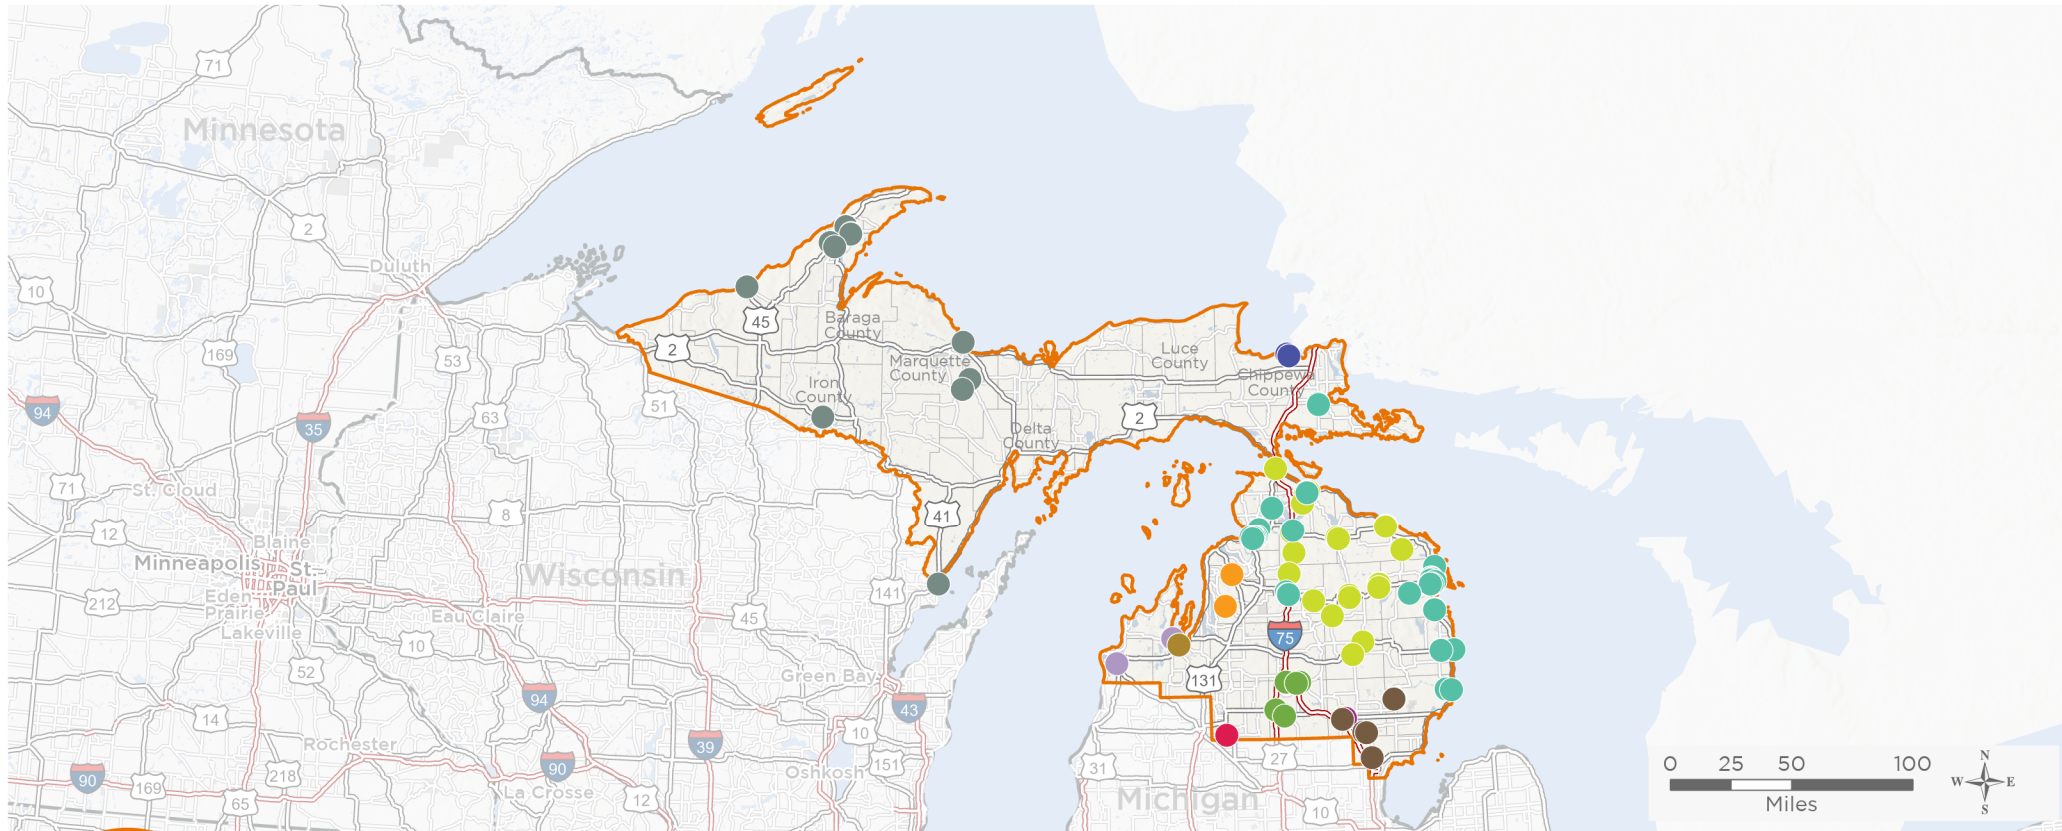 71
Minnesota
2
Duluth
10
45
Baraga
County
2
169
53
Marquette
County
Luce
County
Chippewa
County
Iron
County
94
35
63
51
Delta
County
2
71
St. Cloud
8
41
12
Blaine
Minneapolis
St.
Paul
Wisconsin
Eden
Prairie
212
Lakeville
Eau Claire
141
45
10
75
52
Green Bay
131
94
43
14
10
Rochester
39
27
90
169
218
90
Oshkosh
151
31
0 25 50 100
Miles
N
W E
S
La Crosse
65
12
Michigan
10